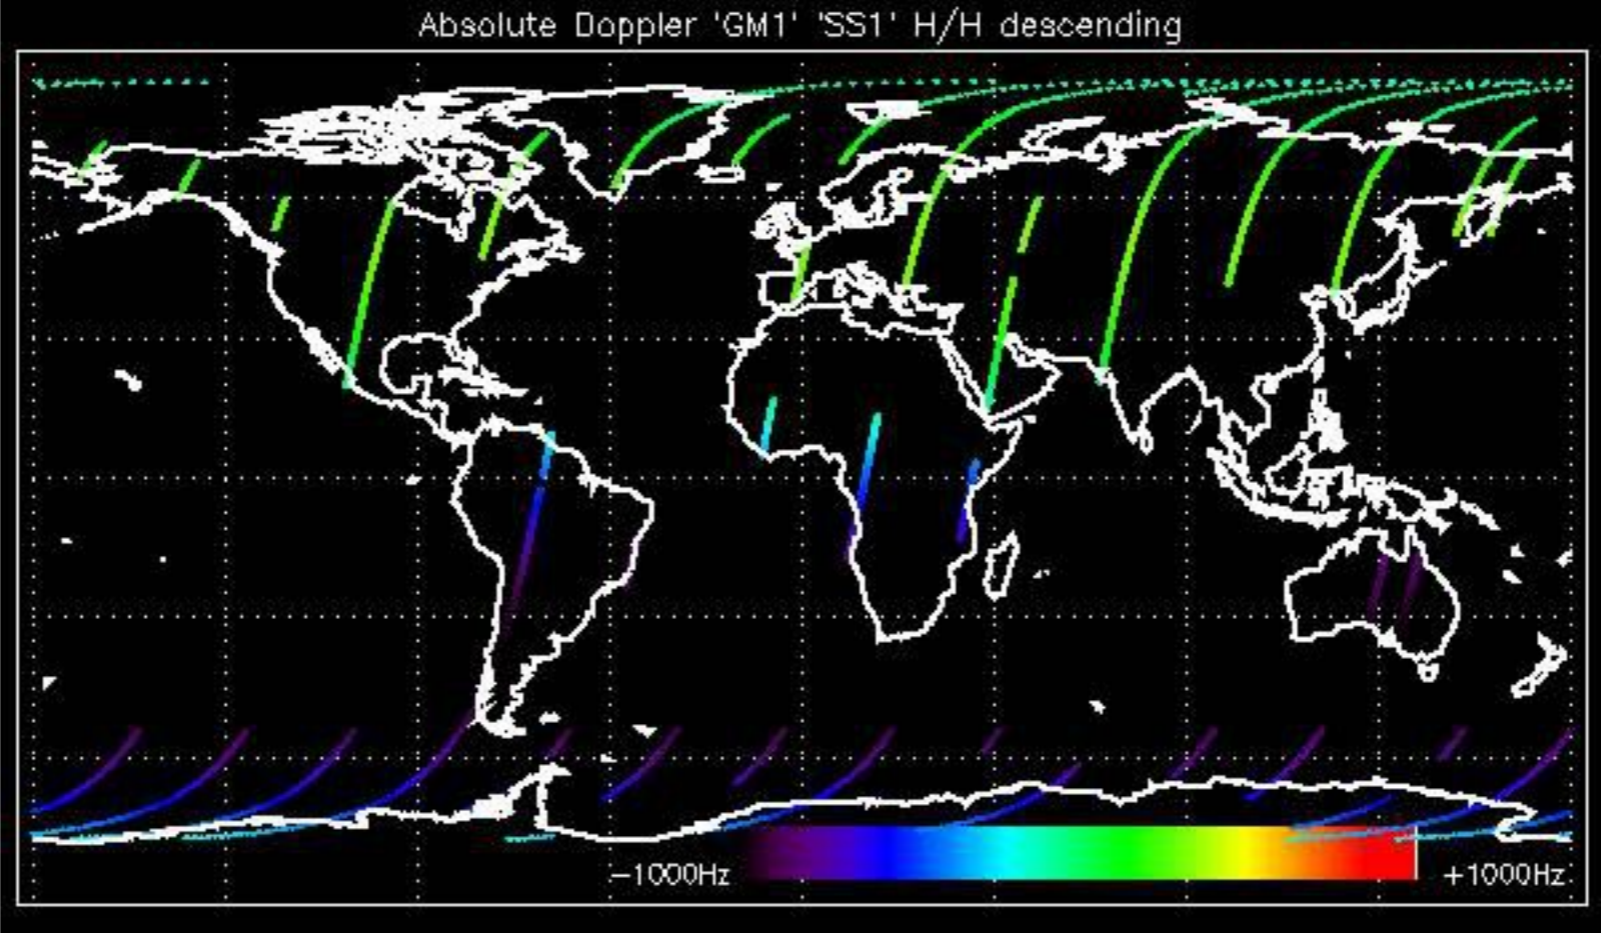 Absolute Doppler 'GM1' 'SS1' H/H descending
−1000Hz
+1000Hz